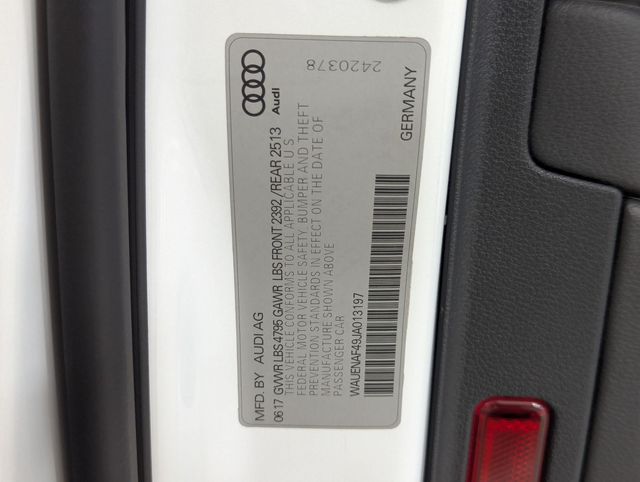 MFD. BY AUDI AG
0617 GVWR LBS 4795 GAWR LBS FRONT 2392 /REAR 2513
THIS VEHICLE CONFORMS TO ALL APPLICABLE U S
FEDERAL MOTOR VEHICLE SAFETY, BUMPER AND THEFT
PREVENTION STANDARDS IN EFFECT ON THE DATE OF
MANUFACTURE SHOWN ABOVE
PASSENGER CAR
WAUENAF49JA013197
Audi
2420378
GERMANY